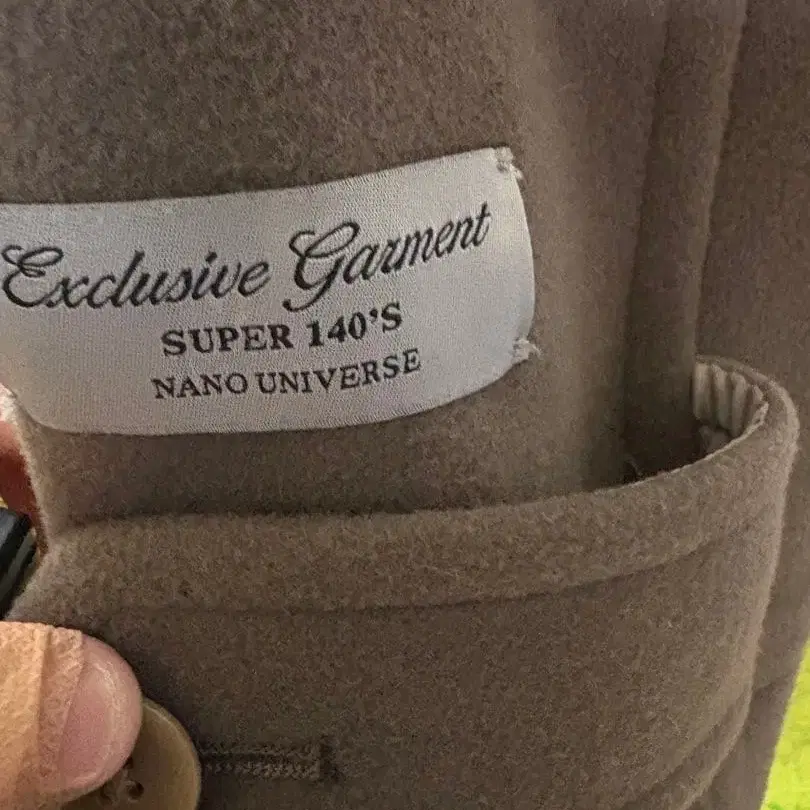 Exclusive Garment
SUPER 140'S
NANO UNIVERSE